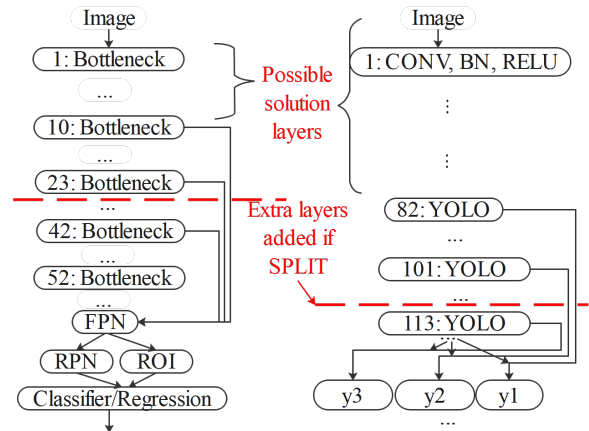 Image
1: Bottleneck
...
10: Bottleneck
...
23: Bottleneck
...
42: Bottleneck
...
52: Bottleneck
...
FPN
RPN
ROI
Classifier/Regression
Possible
solution
layers
Extra layers
added if
SPLIT
Image
1: CONV, BN, RELU
⋮
⋮
82: YOLO
...
101: YOLO
...
113: YOLO
....
y3
y2
y1
...